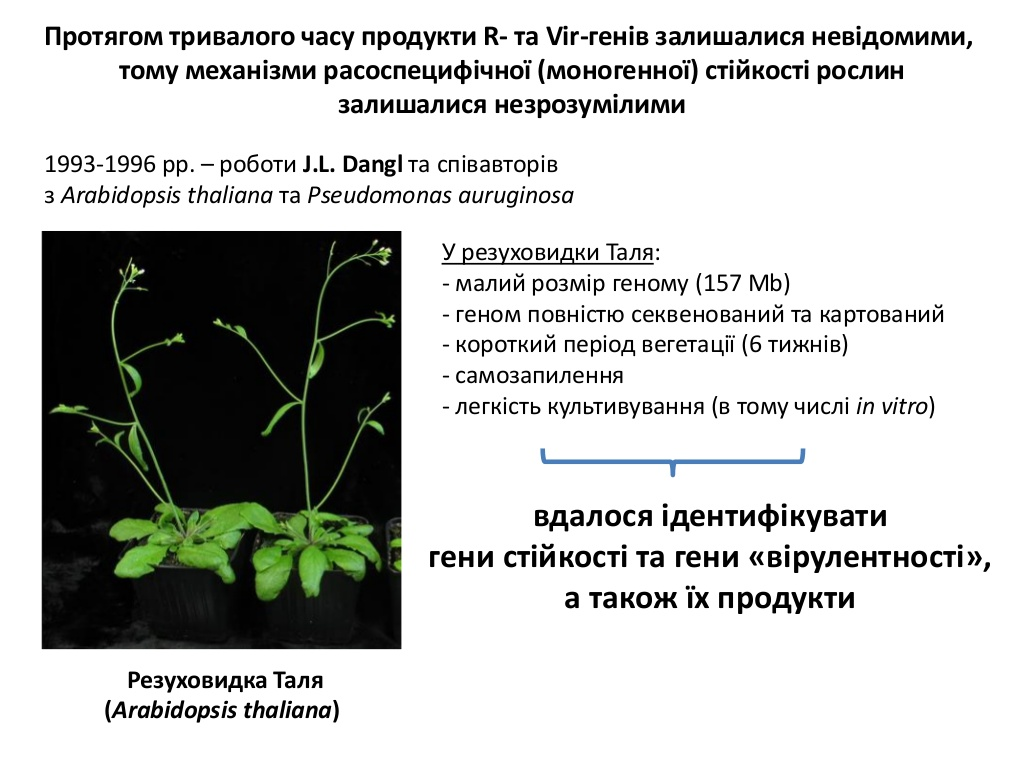 Протягом тривалого часу продукти R- та Vir-генів залишалися невідомими,
тому механізми расоспецифічної (моногенної) стійкості рослин
залишалися незрозумілими
1993-1996 рр. – роботи J.L. Dangl та співавторів
з Arabidopsis thaliana та Pseudomonas auruginosa
У резуховидки Таля:
- малий розмір геному (157 Mb)
- геном повністю секвенований та картований
- короткий період вегетації (6 тижнів)
- самозапилення
- легкість культивування (в тому числі in vitro)
вдалося ідентифікувати
гени стійкості та гени «вірулентності»,
а також їх продукти
Резуховидка Таля
(Arabidopsis thaliana)